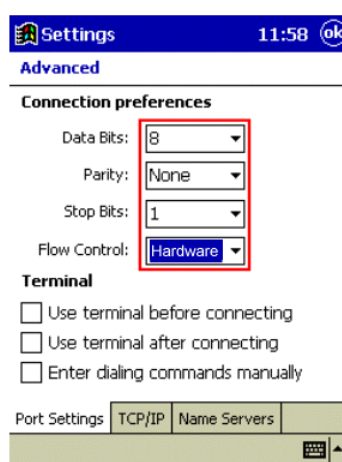 Settings 11:58 ok
Advanced
Connection preferences
Data Bits: 8
Parity: None
Stop Bits: 1
Flow Control: Hardware
Terminal
Use terminal before connecting
Use terminal after connecting
Enter dialing commands manually
Port Settings TCP/IP Name Servers